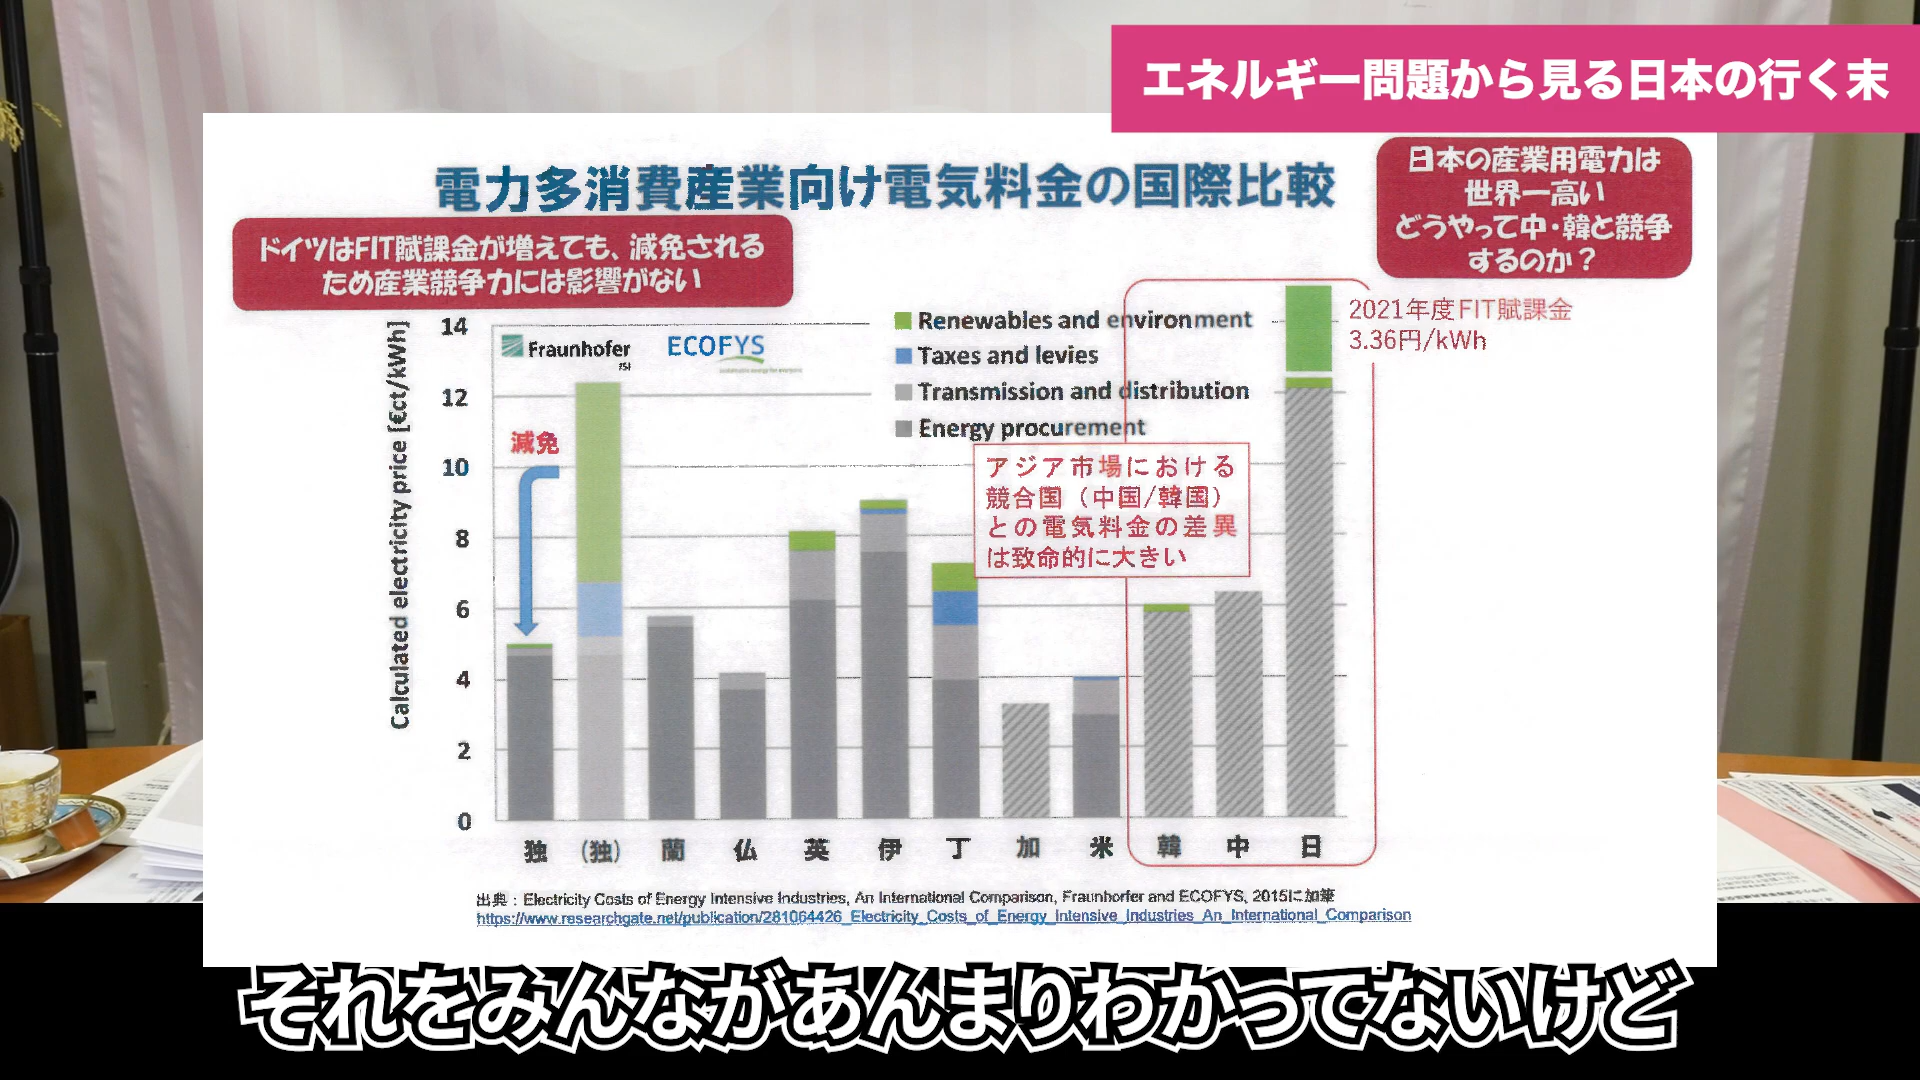 エネルギー問題から見る日本の行く末
電力多消費産業向け電気料金の国際比較
日本の産業用電力は
世界一高い
どうやって中・韓と競争
するのか？
ドイツはFIT賦課金が増えても、減免される
ため産業競争力には影響がない
Calculated electricity price [€ct/kWh]
14
12
10
8
6
4
2
0
Fraunhofer
ISI
ECOFYS
Renewables and environment
Taxes and levies
Transmission and distribution
Energy procurement
2021年度FIT賦課金
3.36円/kWh
減免
アジア市場における
競合国（中国/韓国）
との電気料金の差異
は致命的に大きい
独 （独） 蘭 仏 英 伊 丁 加 米 韓 中 日
出典：Electricity Costs of Energy Intensive Industries, An International Comparison, Fraunhorfer and ECOFYS, 2015に加筆
https://www.researchgate.net/publication/281064426_Electricity_Costs_of_Energy_Intensive_Industries_An_International_Comparison
それをみんながあんまりわかってないけど